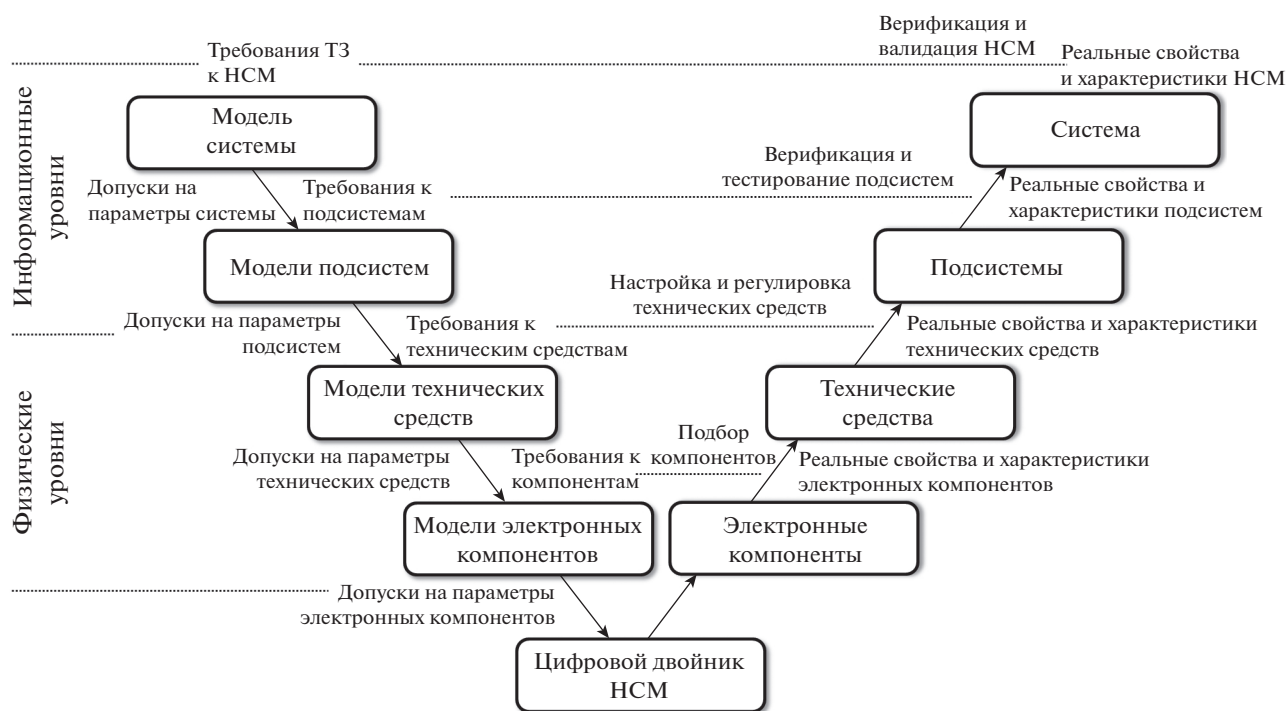 Требования ТЗ
к НСМ
Верификация и
валидация НСМ
Реальные свойства
и характеристики НСМ
Информационные
уровни
Модель
системы
Система
Допуски на
параметры системы
Требования к
подсистемам
Верификация и
тестирование подсистем
Реальные свойства и
характеристики подсистем
Модели подсистем
Подсистемы
Настройка и регулировка
технических средств
Допуски на параметры
подсистем
Требования к
техническим средствам
Реальные свойства и характеристики
технических средств
Физические
уровни
Модели технических
средств
Технические
средства
Допуски на параметры
технических средств
Требования к
компонентам
Подбор
компонентов
Реальные свойства и характеристики
электронных компонентов
Модели электронных
компонентов
Электронные
компоненты
Допуски на параметры
электронных компонентов
Цифровой двойник
НСМ